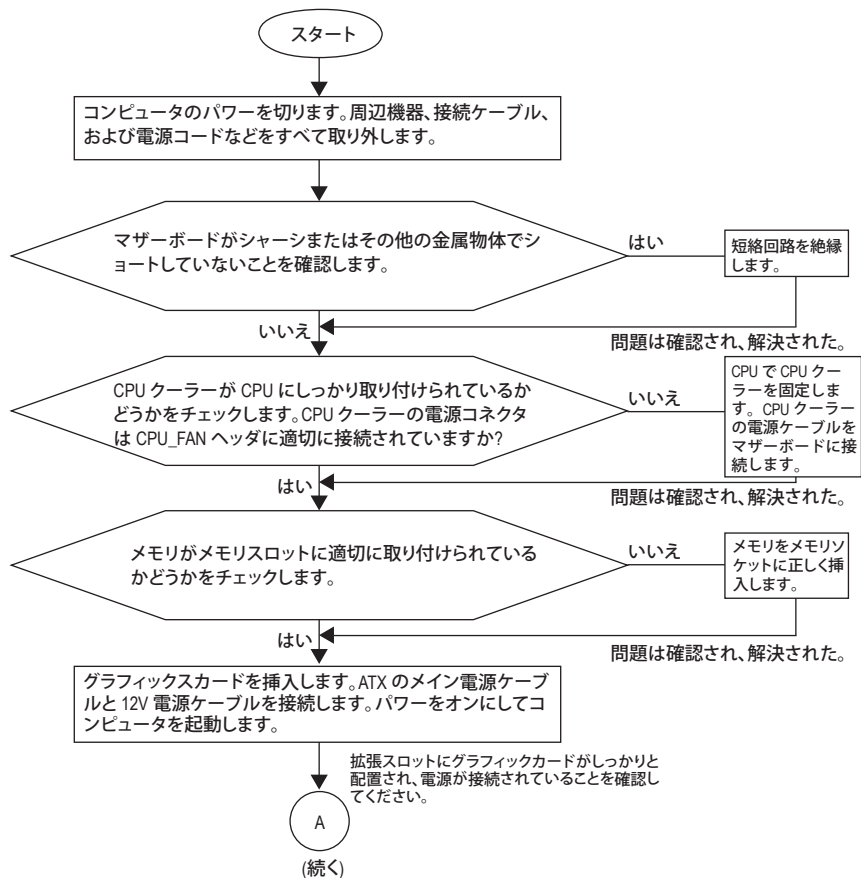 スタート
コンピュータのパワーを切ります。周辺機器、接続ケーブル、
および電源コードなどをすべて取り外します。
マザーボードがシャーシまたはその他の金属物体でシ
ョートしていないことを確認します。
はい
短絡回路を絶縁
します。
いいえ
問題は確認され、解決された。
CPU クーラーが CPU にしっかり取り付けられているか
どうかをチェックします。CPU クーラーの電源コネクタ
は CPU_FAN ヘッダに適切に接続されていますか?
いいえ
CPU で CPU クー
ラーを固定しま
す。CPU クーラー
の電源ケーブルを
マザーボードに接
続します。
はい
問題は確認され、解決された。
メモリがメモリスロットに適切に取り付けられている
かどうかをチェックします。
いいえ
メモリをメモリソ
ケットに正しく挿
入します。
はい
問題は確認され、解決された。
グラフィックスカードを挿入します。ATX のメイン電源ケーブ
ルと 12V 電源ケーブルを接続します。パワーをオンにしてコ
ンピュータを起動します。
拡張スロットにグラフィックカードがしっかりと
配置され、電源が接続されていることを確認し
てください。
A
(続く)